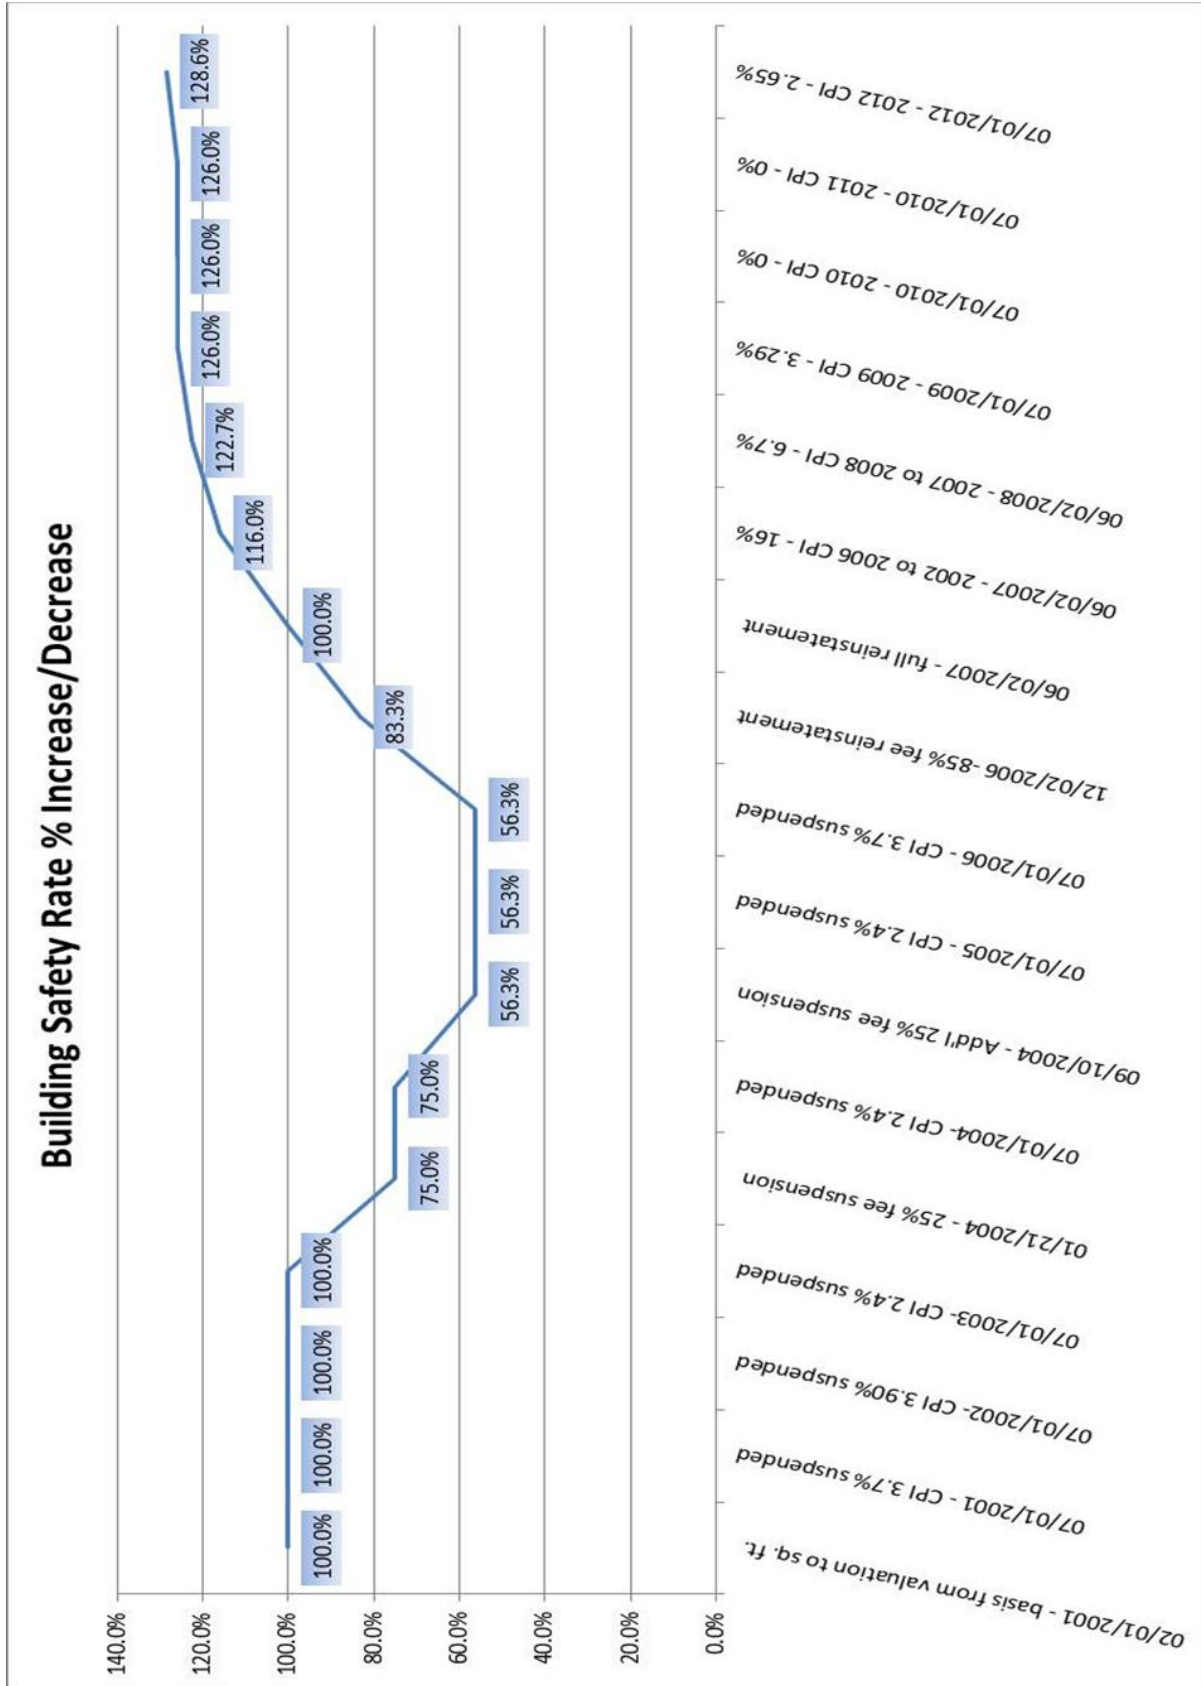 Building Safety Rate % Increase/Decrease
140.0%
120.0%
100.0%
80.0%
60.0%
40.0%
20.0%
0.0%
100.0%
100.0%
100.0%
100.0%
75.0%
75.0%
56.3%
56.3%
56.3%
83.3%
100.0%
116.0%
122.7%
126.0%
126.0%
126.0%
128.6%
02/01/2001 - basis from valuation to sq. ft.
07/01/2001 - CPI 3.7% suspended
07/01/2002- CPI 3.90% suspended
07/01/2003- CPI 2.4% suspended
01/21/2004 - 25% fee suspension
07/01/2004- CPI 2.4% suspended
09/10/2004 - Add'l 25% fee suspension
07/01/2005 - CPI 2.4% suspended
07/01/2006 - CPI 3.7% suspended
12/02/2006 -85% fee reinstatement
06/02/2007 - full reinstatement
06/02/2007 - 2002 to 2006 CPI - 16%
06/02/2008 - 2007 to 2008 CPI - 6.7%
07/01/2009 - 2009 CPI - 3.29%
07/01/2010 - 2010 CPI - 0%
07/01/2010 - 2011 CPI - 0%
07/01/2012 - 2012 CPI - 2.65%